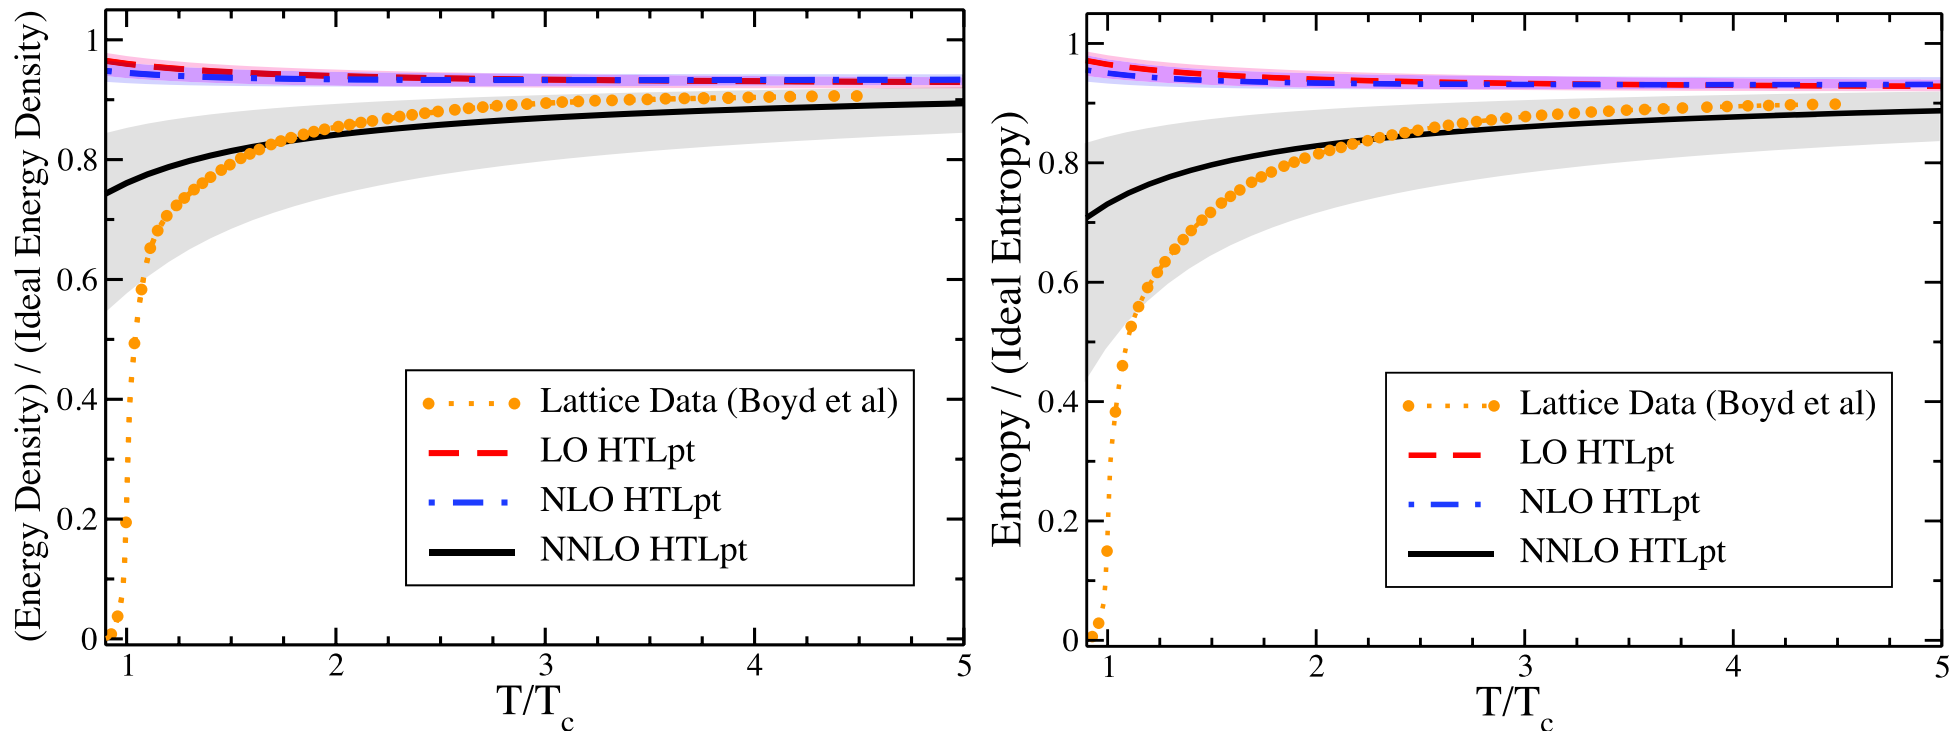 (Energy Density) / (Ideal Energy Density)
1
0.8
0.6
0.4
0.2
0
Lattice Data (Boyd et al)
LO HTLpt
NLO HTLpt
NNLO HTLpt
1 2 3 4 5
T/Tc
Entropy / (Ideal Entropy)
1
0.8
0.6
0.4
0.2
0
Lattice Data (Boyd et al)
LO HTLpt
NLO HTLpt
NNLO HTLpt
1 2 3 4 5
T/Tc